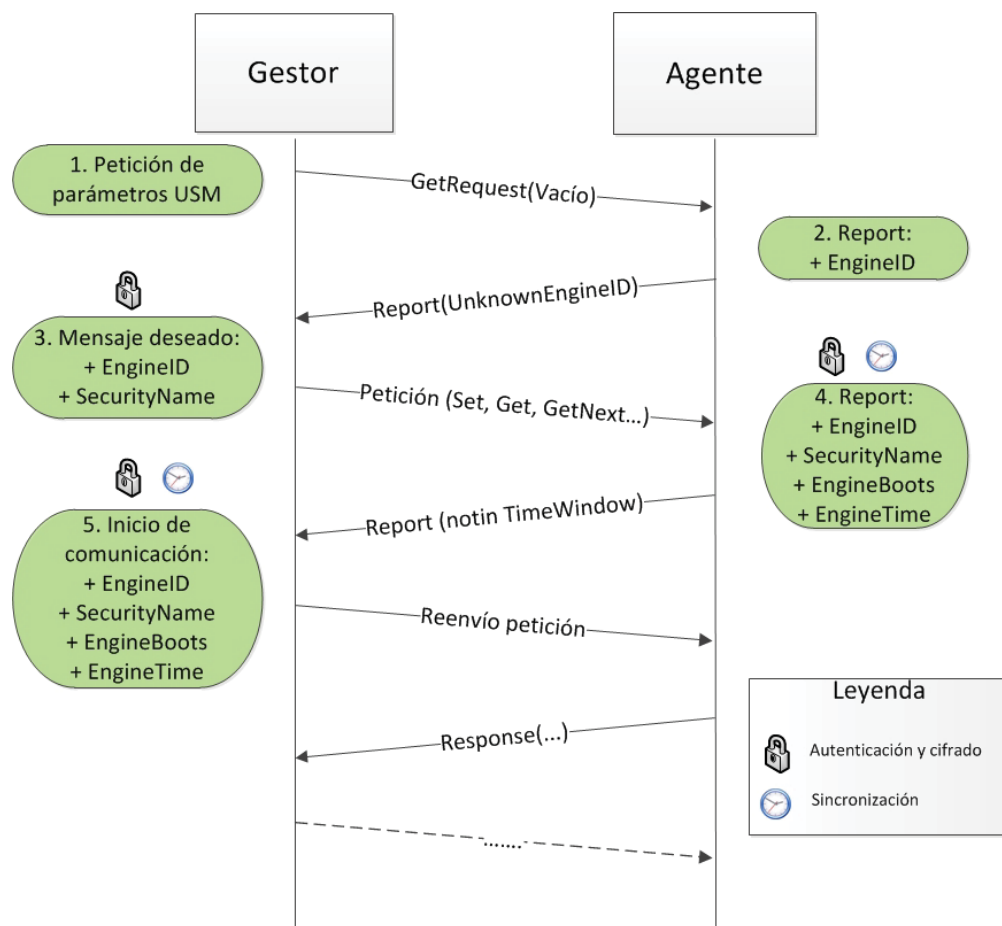 Gestor
Agente
1. Petición de
parámetros USM
GetRequest(Vacío)
2. Report:
+ EngineID
Report(UnknownEngineID)
3. Mensaje deseado:
+ EngineID
+ SecurityName
Petición (Set, Get, GetNext...)
4. Report:
+ EngineID
+ SecurityName
+ EngineBoots
+ EngineTime
Report (notin TimeWindow)
5. Inicio de
comunicación:
+ EngineID
+ SecurityName
+ EngineBoots
+ EngineTime
Reenvío petición
Response(...)
.......
Leyenda
Autenticación y cifrado
Sincronización